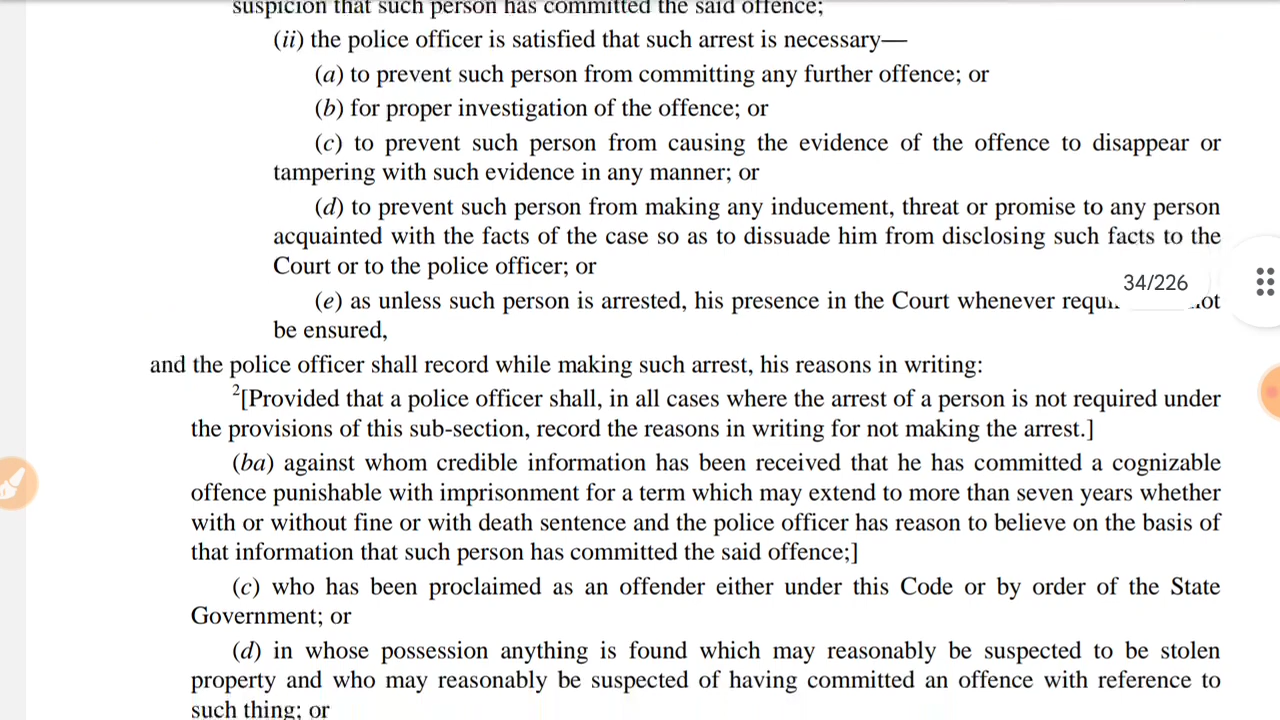 suspicion that such person has committed the said offence;
(ii) the police officer is satisfied that such arrest is necessary—
(a) to prevent such person from committing any further offence; or
(b) for proper investigation of the offence; or
(c) to prevent such person from causing the evidence of the offence to disappear or
tampering with such evidence in any manner; or
(d) to prevent such person from making any inducement, threat or promise to any person
acquainted with the facts of the case so as to dissuade him from disclosing such facts to the
Court or to the police officer; or
34/226
(e) as unless such person is arrested, his presence in the Court whenever
be ensured,
and the police officer shall record while making such arrest, his reasons in writing:
2[Provided that a police officer shall, in all cases where the arrest of a person is not required under
the provisions of this sub-section, record the reasons in writing for not making the arrest.]
(ba) against whom credible information has been received that he has committed a cognizable
offence punishable with imprisonment for a term which may extend to more than seven years whether
with or without fine or with death sentence and the police officer has reason to believe on the basis of
that information that such person has committed the said offence;]
(c) who has been proclaimed as an offender either under this Code or by order of the State
Government; or
(d) in whose possession anything is found which may reasonably be suspected to be stolen
property and who may reasonably be suspected of having committed an offence with reference to
such thing; or